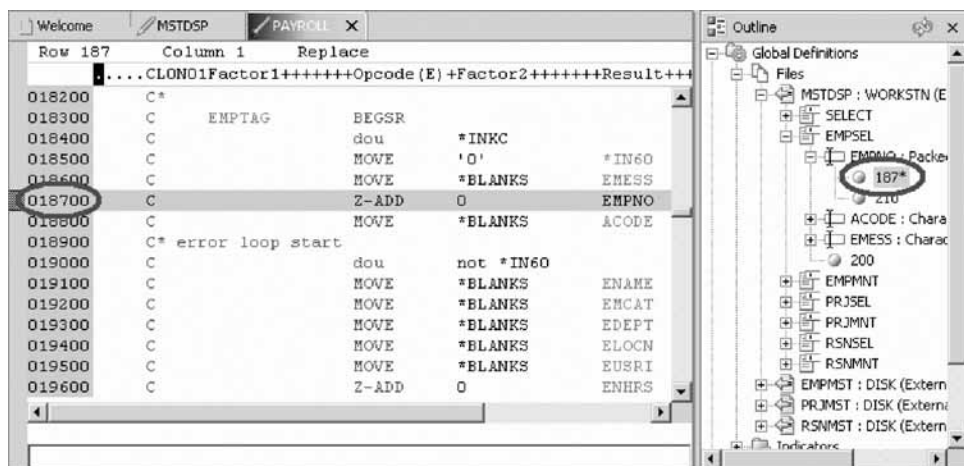 Welcome MSTDSP PAYROLL
Row 187 Column 1 Replace
.....CLON01Factor1+++++++Opcode(E)+Factor2+++++++Result+++
018200 C*
018300 C EMPTAG BEGSR
018400 C dou *INKC
018500 C MOVE '0' *IN60
018600 C MOVE *BLANKS EMESS
018700 C Z-ADD 0 EMPNO
018800 C MOVE *BLANKS ACODE
018900 C* error loop start
019000 C dou not *IN60
019100 C MOVE *BLANKS ENAME
019200 C MOVE *BLANKS EMCAT
019300 C MOVE *BLANKS EDEPT
019400 C MOVE *BLANKS ELOCN
019500 C MOVE *BLANKS EUSRI
019600 C Z-ADD 0 ENHRS
Outline
Global Definitions
Files
MSTDSP : WORKSTN (E
SELECT
EMPSEL
EMPNO : Packe
187*
210
ACODE : Chara
EMESS : Charac
200
EMPMNT
PRJSEL
PRJMNT
RSNSEL
RSNMNT
EMPMST : DISK (Extern
PRJMST : DISK (Externa
RSNMST : DISK (Extern
Indicators